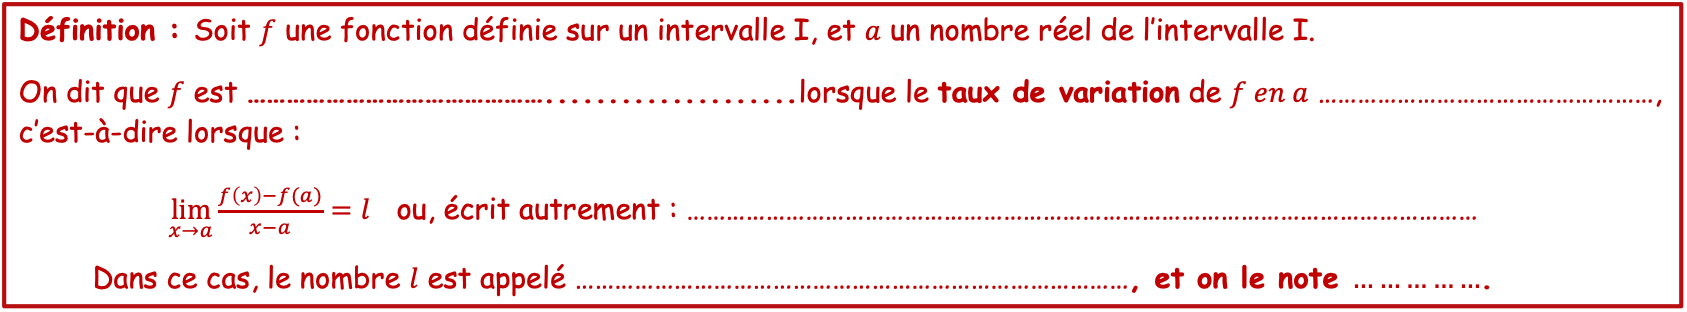 Définition : Soit f une fonction définie sur un intervalle I, et a un nombre réel de l’intervalle I.
On dit que f est ………………………………………..................... lorsque le taux de variation de f en a ……………………………………………,
c’est-à-dire lorsque :
lim x→a (f(x)−f(a))/(x−a) = l ou, écrit autrement : …………………………………………………………………………………………………………
Dans ce cas, le nombre l est appelé …………………………………………………………………………, et on le note … … … … ….